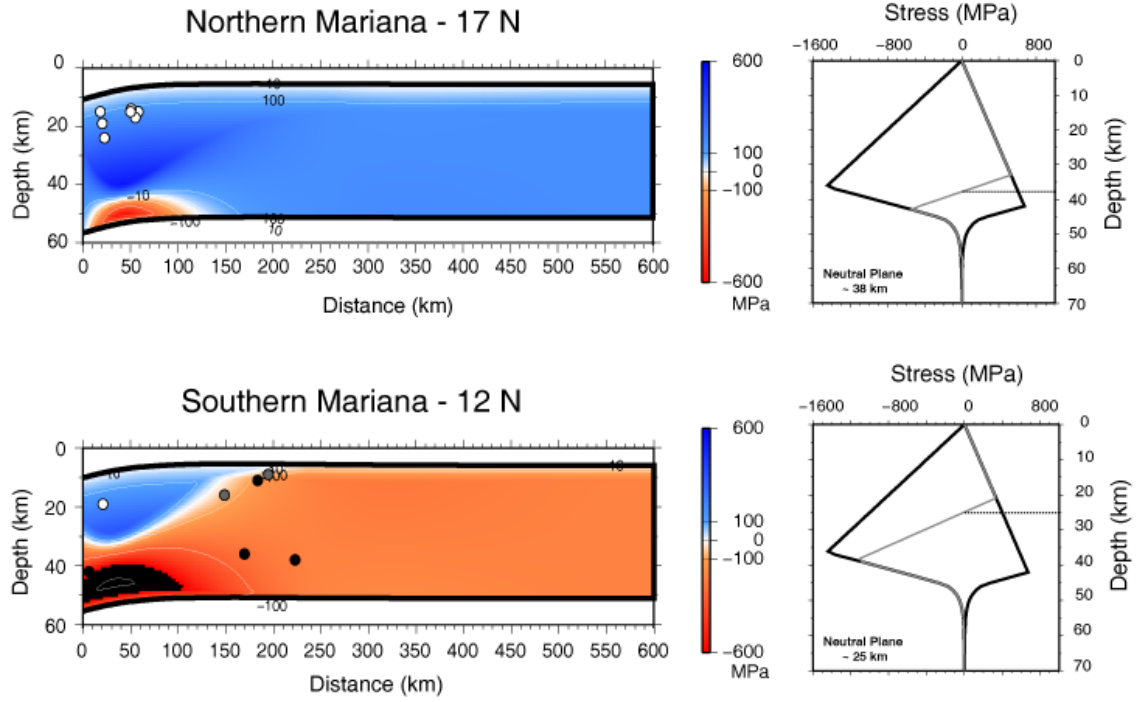 Northern Mariana - 17 N
Stress (MPa)
−1600 −800 0 800
0
20
40
60
Depth (km)
10
100
−10
−100
100
10
0 50 100 150 200 250 300 350 400 450 500 550 600
Distance (km)
600
100
0
−100
−600
MPa
0
10
20
30
40
50
60
70
Depth (km)
Neutral Plane
~ 38 km
Southern Mariana - 12 N
Stress (MPa)
−1600 −800 0 800
0
20
40
60
Depth (km)
10
10
100
10
−100
0 50 100 150 200 250 300 350 400 450 500 550 600
Distance (km)
600
100
0
−100
−600
MPa
0
10
20
30
40
50
60
70
Depth (km)
Neutral Plane
~ 25 km